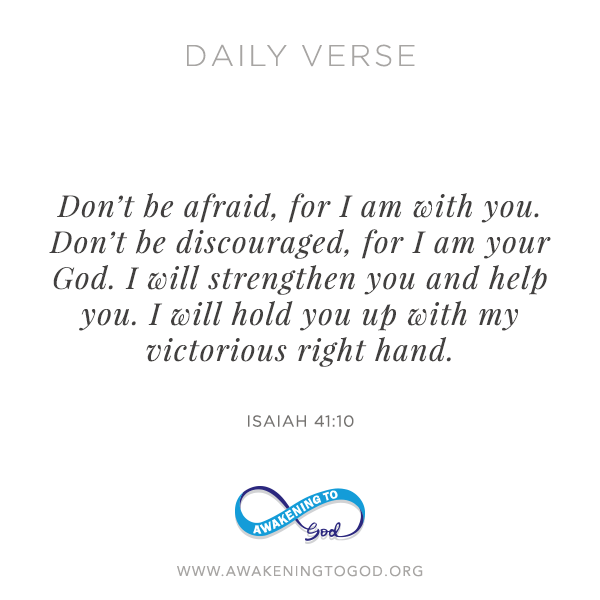 DAILY VERSE
Don’t be afraid, for I am with you.
Don’t be discouraged, for I am your
God. I will strengthen you and help
you. I will hold you up with my
victorious right hand.
ISAIAH 41:10
AWAKENING TO
God
WWW.AWAKENINGTOGOD.ORG